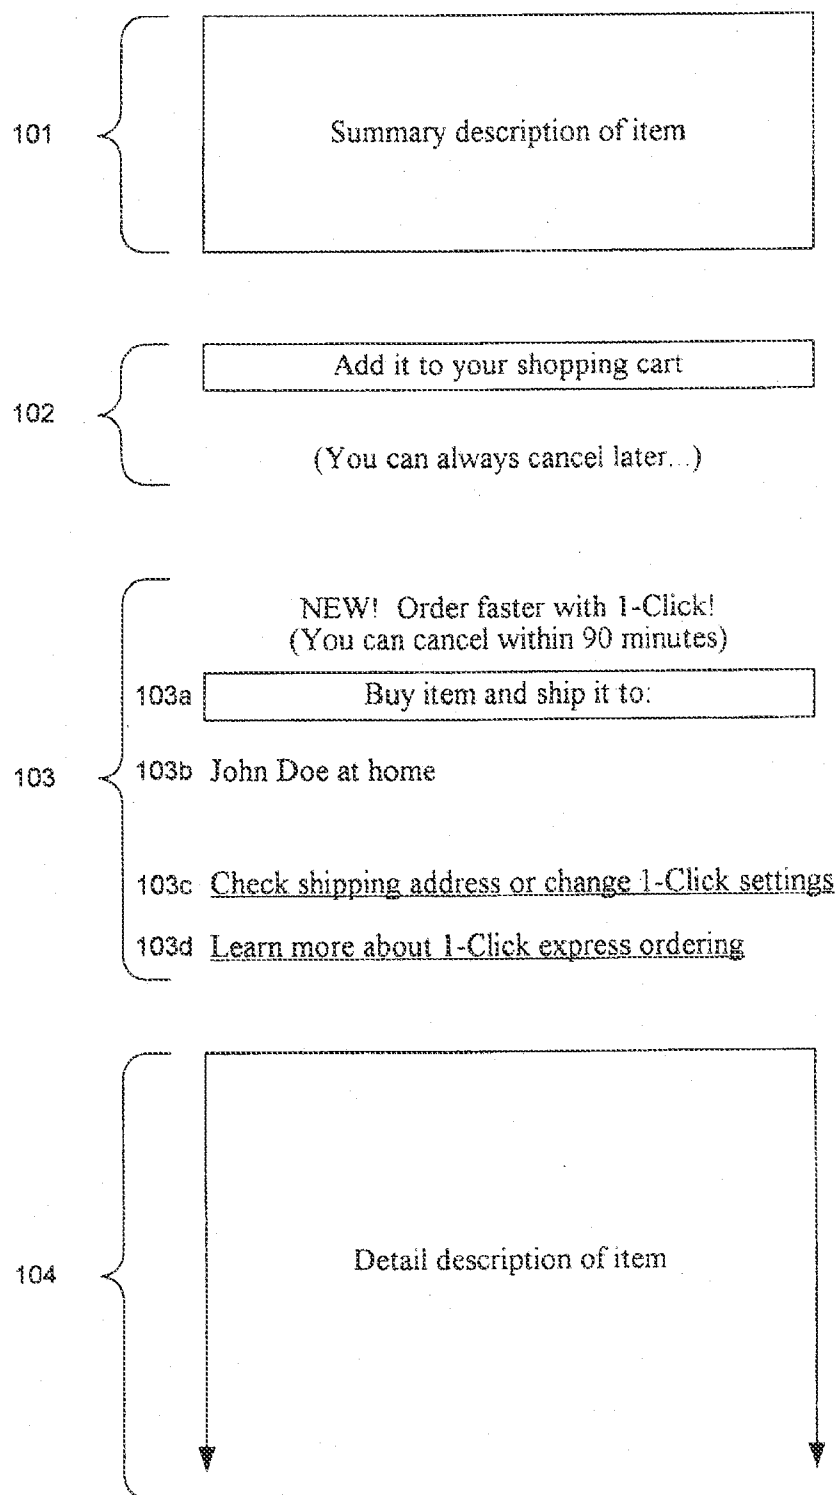 101
Summary description of item
102
Add it to your shopping cart
(You can always cancel later...)
103
NEW! Order faster with 1-Click!
(You can cancel within 90 minutes)
103a Buy item and ship it to:
103b John Doe at home
103c Check shipping address or change 1-Click settings
103d Learn more about 1-Click express ordering
104
Detail description of item